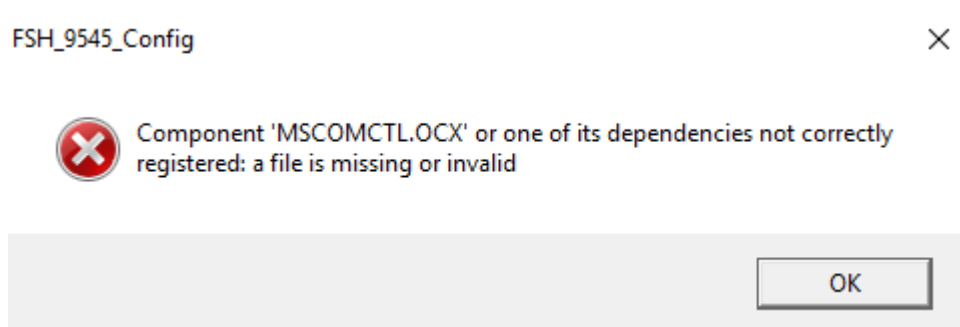 FSH_9545_Config
Component 'MSCOMCTL.OCX' or one of its dependencies not correctly
registered: a file is missing or invalid
OK